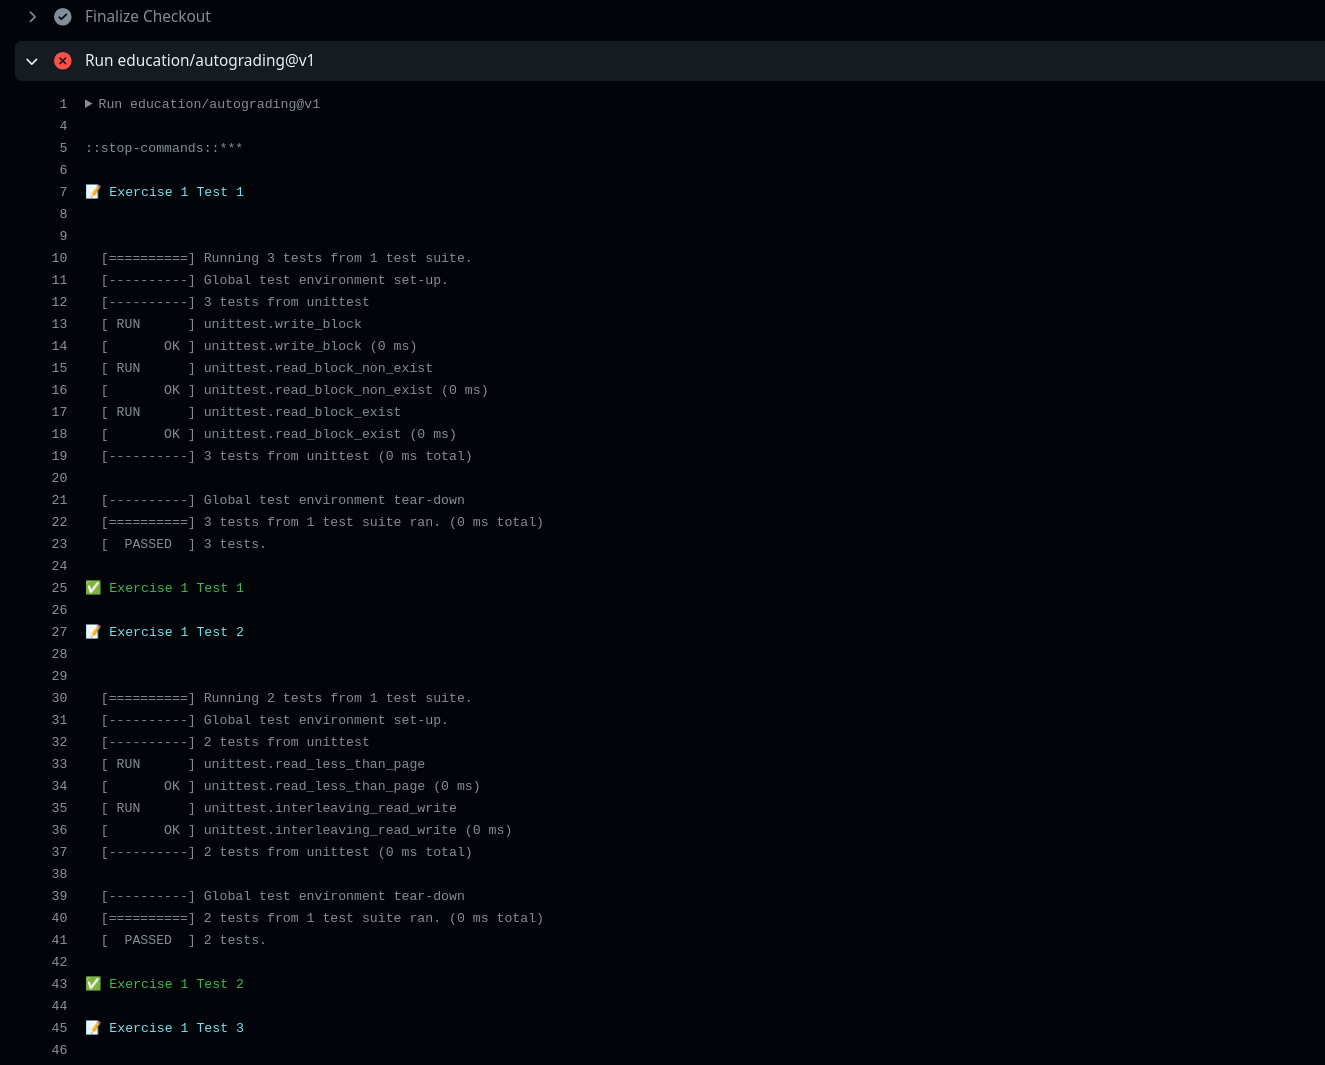 Finalize Checkout
Run education/autograding@v1
1 Run education/autograding@v1
4
5 ::stop-commands::***
6
7 📝 Exercise 1 Test 1
8
9
10 [==========] Running 3 tests from 1 test suite.
11 [----------] Global test environment set-up.
12 [----------] 3 tests from unittest
13 [ RUN      ] unittest.write_block
14 [       OK ] unittest.write_block (0 ms)
15 [ RUN      ] unittest.read_block_non_exist
16 [       OK ] unittest.read_block_non_exist (0 ms)
17 [ RUN      ] unittest.read_block_exist
18 [       OK ] unittest.read_block_exist (0 ms)
19 [----------] 3 tests from unittest (0 ms total)
20
21 [----------] Global test environment tear-down
22 [==========] 3 tests from 1 test suite ran. (0 ms total)
23 [  PASSED  ] 3 tests.
24
25 ✅ Exercise 1 Test 1
26
27 📝 Exercise 1 Test 2
28
29
30 [==========] Running 2 tests from 1 test suite.
31 [----------] Global test environment set-up.
32 [----------] 2 tests from unittest
33 [ RUN      ] unittest.read_less_than_page
34 [       OK ] unittest.read_less_than_page (0 ms)
35 [ RUN      ] unittest.interleaving_read_write
36 [       OK ] unittest.interleaving_read_write (0 ms)
37 [----------] 2 tests from unittest (0 ms total)
38
39 [----------] Global test environment tear-down
40 [==========] 2 tests from 1 test suite ran. (0 ms total)
41 [  PASSED  ] 2 tests.
42
43 ✅ Exercise 1 Test 2
44
45 📝 Exercise 1 Test 3
46